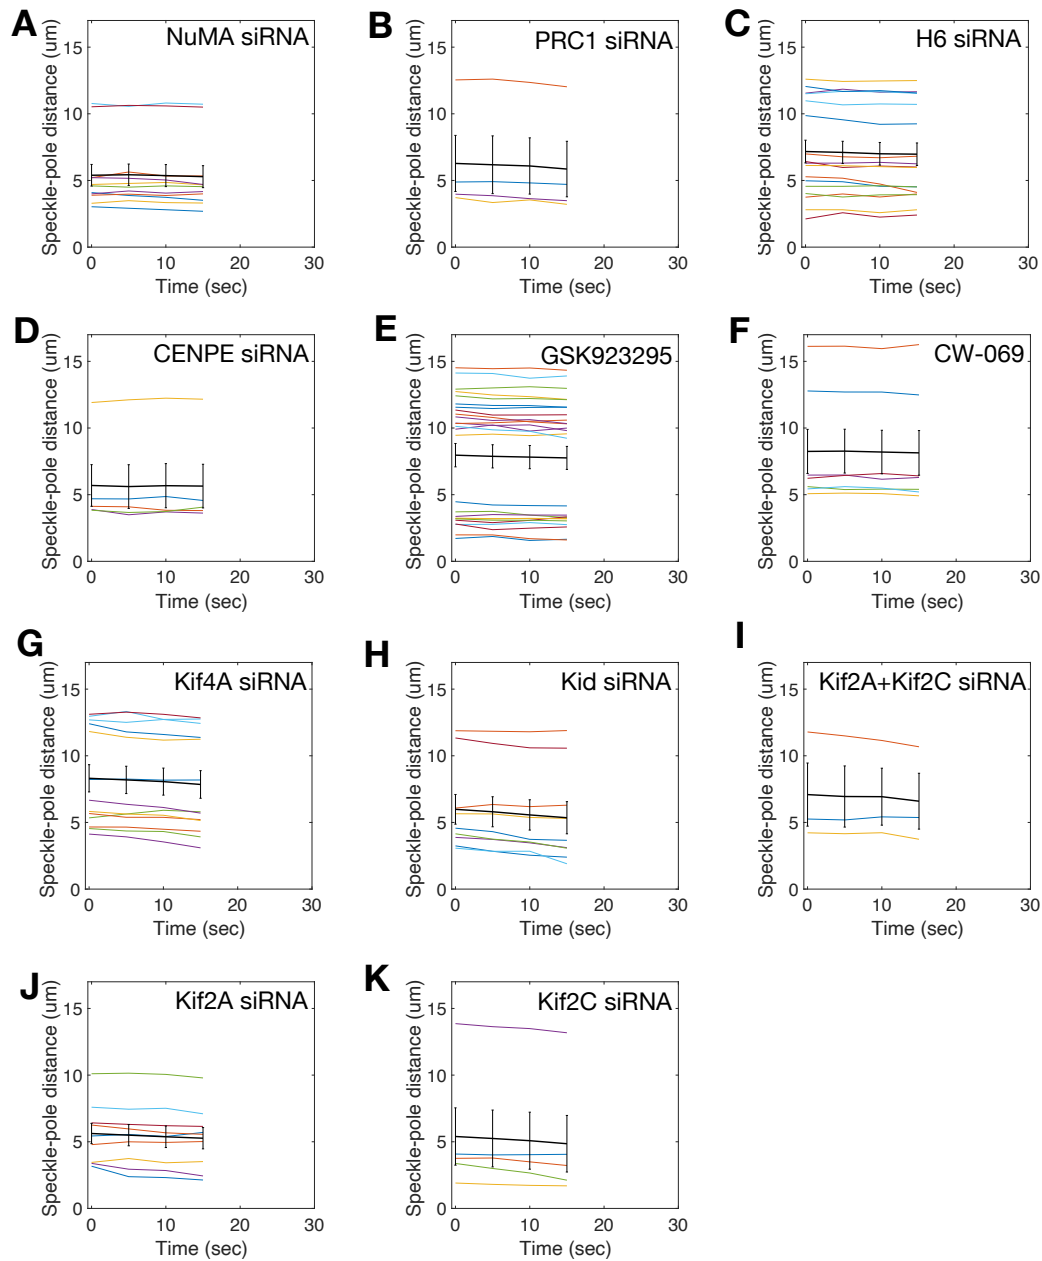 A
NuMA siRNA
Speckle-pole distance (um)
15
10
5
0
0 10 20 30
Time (sec)
B
PRC1 siRNA
Speckle-pole distance (um)
15
10
5
0
0 10 20 30
Time (sec)
C
H6 siRNA
Speckle-pole distance (um)
15
10
5
0
0 10 20 30
Time (sec)
D
CENPE siRNA
Speckle-pole distance (um)
15
10
5
0
0 10 20 30
Time (sec)
E
GSK923295
Speckle-pole distance (um)
15
10
5
0
0 10 20 30
Time (sec)
F
CW-069
Speckle-pole distance (um)
15
10
5
0
0 10 20 30
Time (sec)
G
Kif4A siRNA
Speckle-pole distance (um)
15
10
5
0
0 10 20 30
Time (sec)
H
Kid siRNA
Speckle-pole distance (um)
15
10
5
0
0 10 20 30
Time (sec)
I
Kif2A+Kif2C siRNA
Speckle-pole distance (um)
15
10
5
0
0 10 20 30
Time (sec)
J
Kif2A siRNA
Speckle-pole distance (um)
15
10
5
0
0 10 20 30
Time (sec)
K
Kif2C siRNA
Speckle-pole distance (um)
15
10
5
0
0 10 20 30
Time (sec)